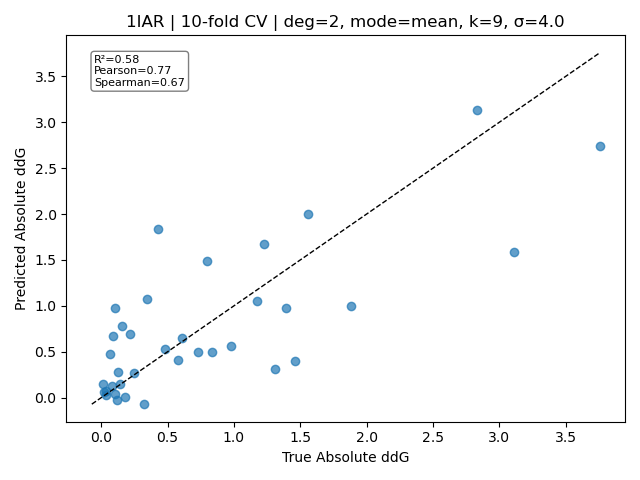 1IAR | 10-fold CV | deg=2, mode=mean, k=9, σ=4.0
R²=0.58
Pearson=0.77
Spearman=0.67
Predicted Absolute ddG
3.5
3.0
2.5
2.0
1.5
1.0
0.5
0.0
0.0 0.5 1.0 1.5 2.0 2.5 3.0 3.5
True Absolute ddG